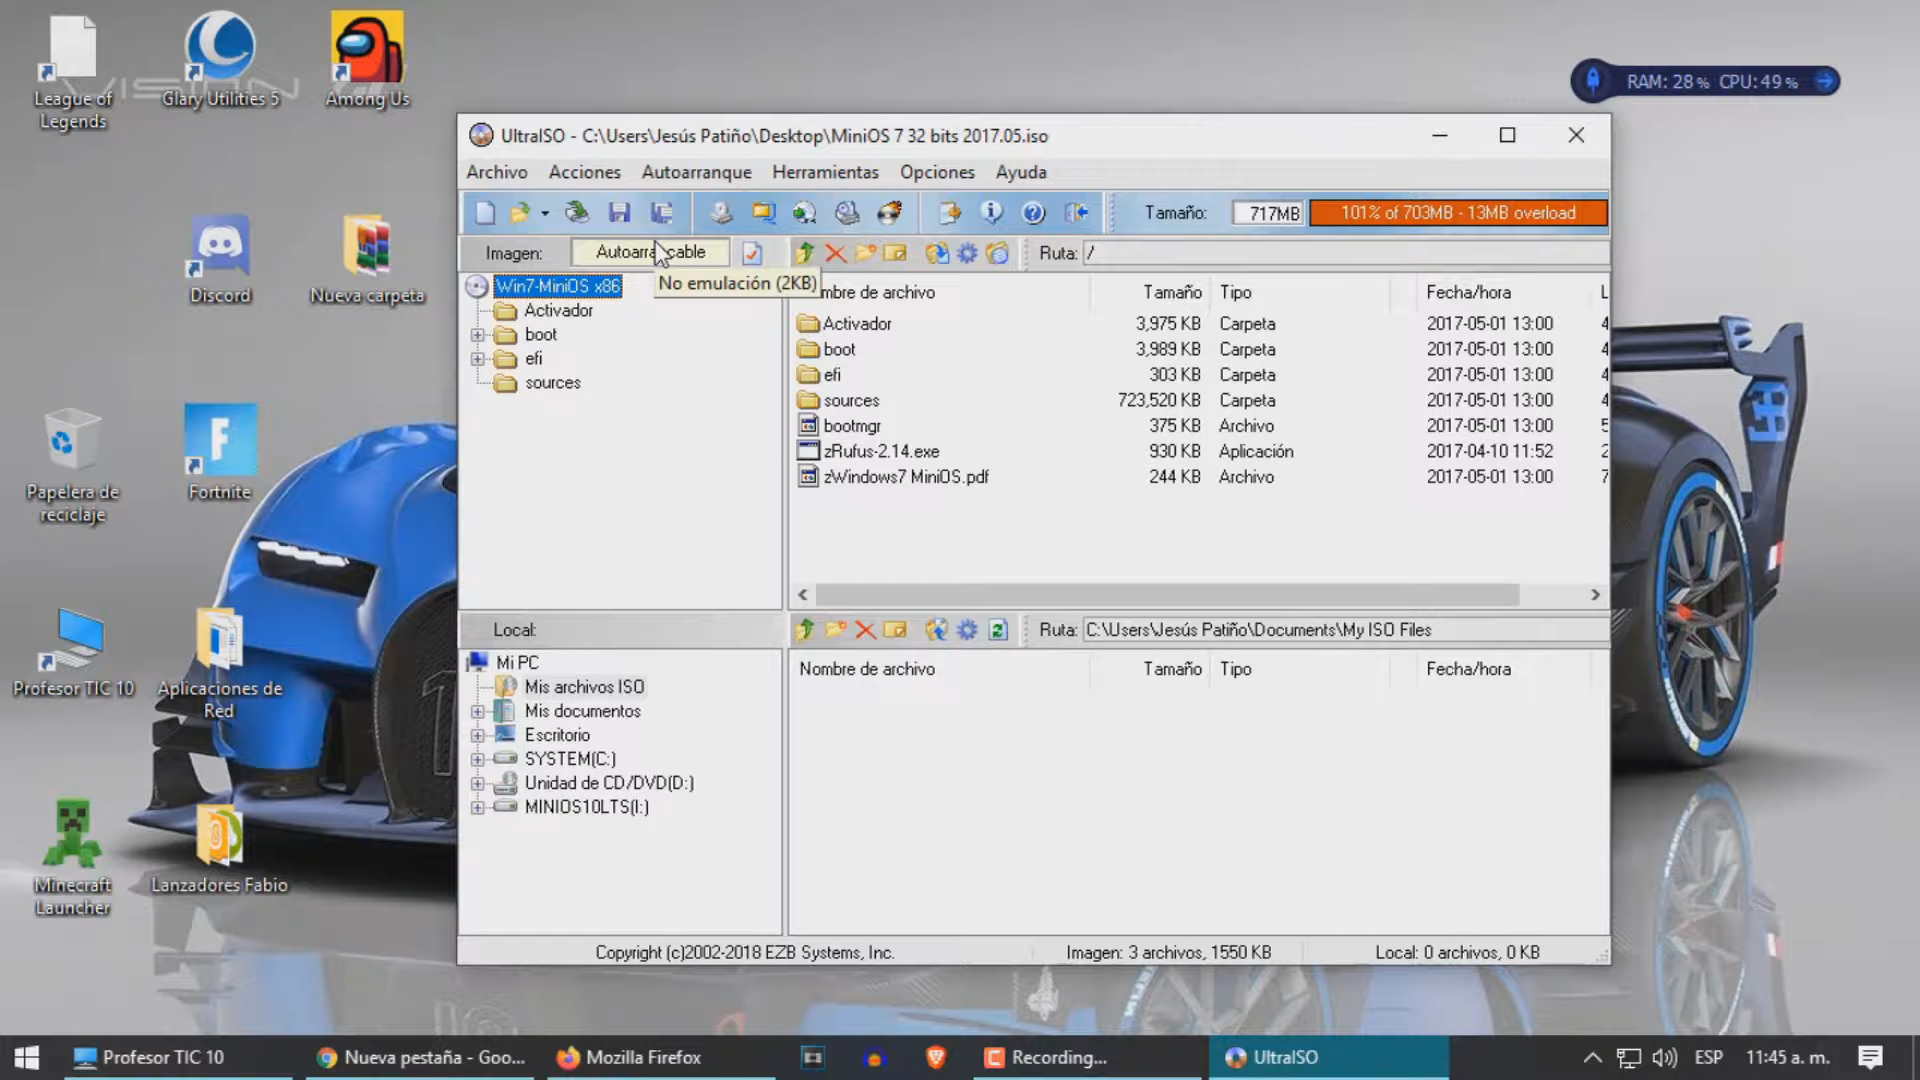 League of
Legends
VISION
Glary Utilities 5
Among Us
Discord
Nueva carpeta
Papelera de
reciclaje
Fortnite
Profesor TIC 10
Aplicaciones de
Red
Minecraft
Launcher
Lanzadores Fabio
RAM: 28 % CPU: 49 %
UltraISO - C:\Users\Jesús Patiño\Desktop\MiniOS 7 32 bits 2017.05.iso
Archivo Acciones Autoarranque Herramientas Opciones Ayuda
Tamaño: 717MB 101% of 703MB - 13MB overload
Imagen: Autoarrancable Ruta: /
No emulación (2KB)
Win7-MiniOS x86
Activador
boot
efi
sources
mbre de archivo Tamaño Tipo Fecha/hora L
Activador 3,975 KB Carpeta 2017-05-01 13:00 4
boot 3,989 KB Carpeta 2017-05-01 13:00 4
efi 303 KB Carpeta 2017-05-01 13:00 4
sources 723,520 KB Carpeta 2017-05-01 13:00 4
bootmgr 375 KB Archivo 2017-05-01 13:00 5
zRufus-2.14.exe 930 KB Aplicación 2017-04-10 11:52 2
zWindows7 MiniOS.pdf 244 KB Archivo 2017-05-01 13:00 7
Local: Ruta: C:\Users\Jesús Patiño\Documents\My ISO Files
Mi PC
Mis archivos ISO
Mis documentos
Escritorio
SYSTEM(C:)
Unidad de CD/DVD(D:)
MINIOS10LTS(I:)
Nombre de archivo Tamaño Tipo Fecha/hora
Copyright (c)2002-2018 EZB Systems, Inc. Imagen: 3 archivos, 1550 KB Local: 0 archivos, 0 KB
Profesor TIC 10 Nueva pestaña - Goo... Mozilla Firefox Recording... UltraISO ESP 11:45 a. m.